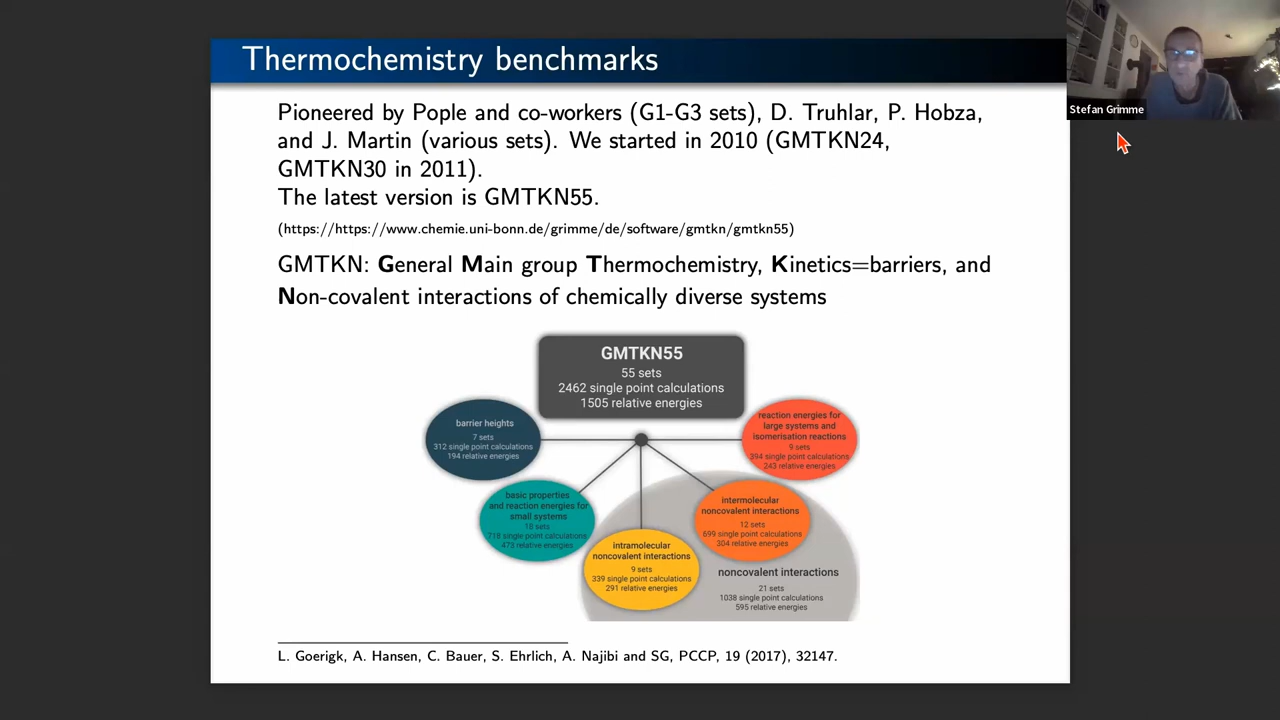 Thermochemistry benchmarks
Stefan Grimme
Pioneered by Pople and co-workers (G1-G3 sets), D. Truhlar, P. Hobza,
and J. Martin (various sets). We started in 2010 (GMTKN24,
GMTKN30 in 2011).
The latest version is GMTKN55.
(https://https://www.chemie.uni-bonn.de/grimme/de/software/gmtkn/gmtkn55)
GMTKN: General Main group Thermochemistry, Kinetics=barriers, and
Non-covalent interactions of chemically diverse systems
GMTKN55
55 sets
2462 single point calculations
1505 relative energies
barrier heights
7 sets
312 single point calculations
194 relative energies
reaction energies for
large systems and
isomerisation reactions
9 sets
394 single point calculations
243 relative energies
basic properties
and reaction energies for
small systems
18 sets
718 single point calculations
473 relative energies
intermolecular
noncovalent interactions
12 sets
699 single point calculations
304 relative energies
intramolecular
noncovalent interactions
9 sets
339 single point calculations
291 relative energies
noncovalent interactions
21 sets
1038 single point calculations
595 relative energies
L. Goerigk, A. Hansen, C. Bauer, S. Ehrlich, A. Najibi and SG, PCCP, 19 (2017), 32147.